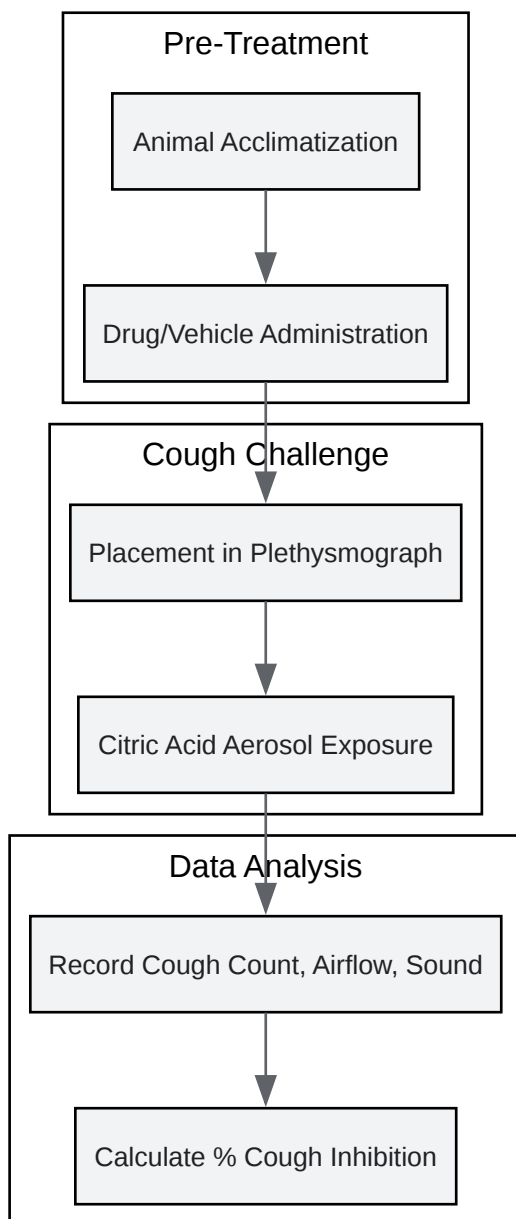 Pre-Treatment
Animal Acclimatization
Drug/Vehicle Administration
Cough Challenge
Placement in Plethysmograph
Citric Acid Aerosol Exposure
Data Analysis
Record Cough Count, Airflow, Sound
Calculate % Cough Inhibition